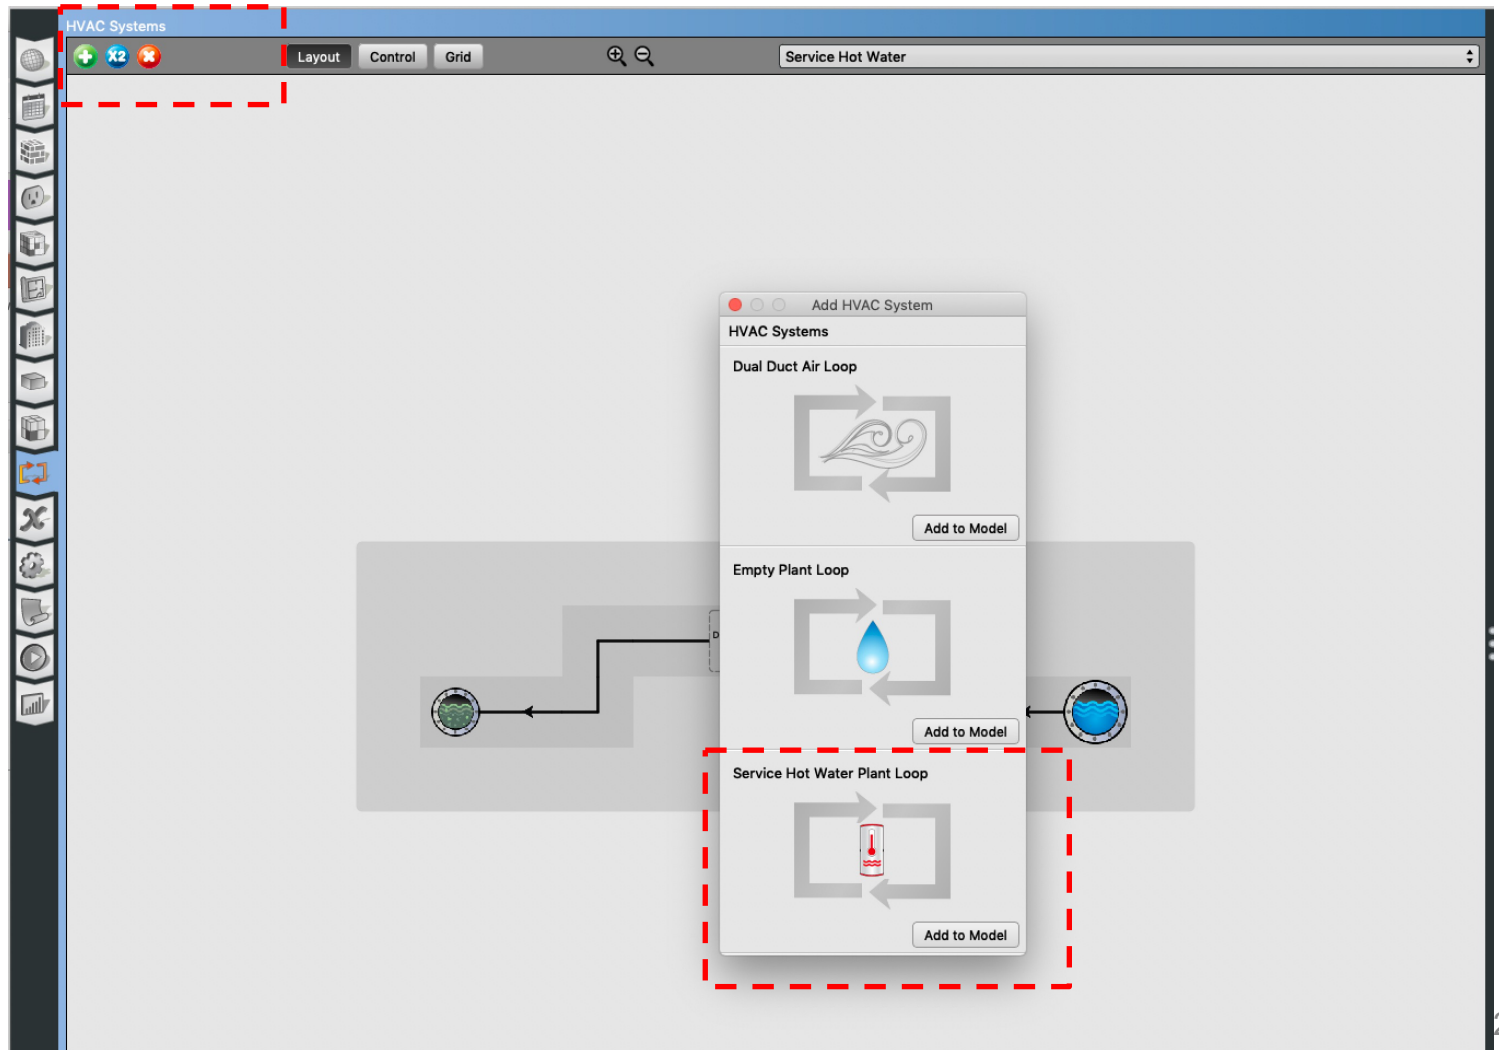 HVAC Systems
X2
Layout
Control
Grid
Service Hot Water
Add HVAC System
HVAC Systems
Dual Duct Air Loop
Add to Model
Empty Plant Loop
Add to Model
D
Service Hot Water Plant Loop
Add to Model
2